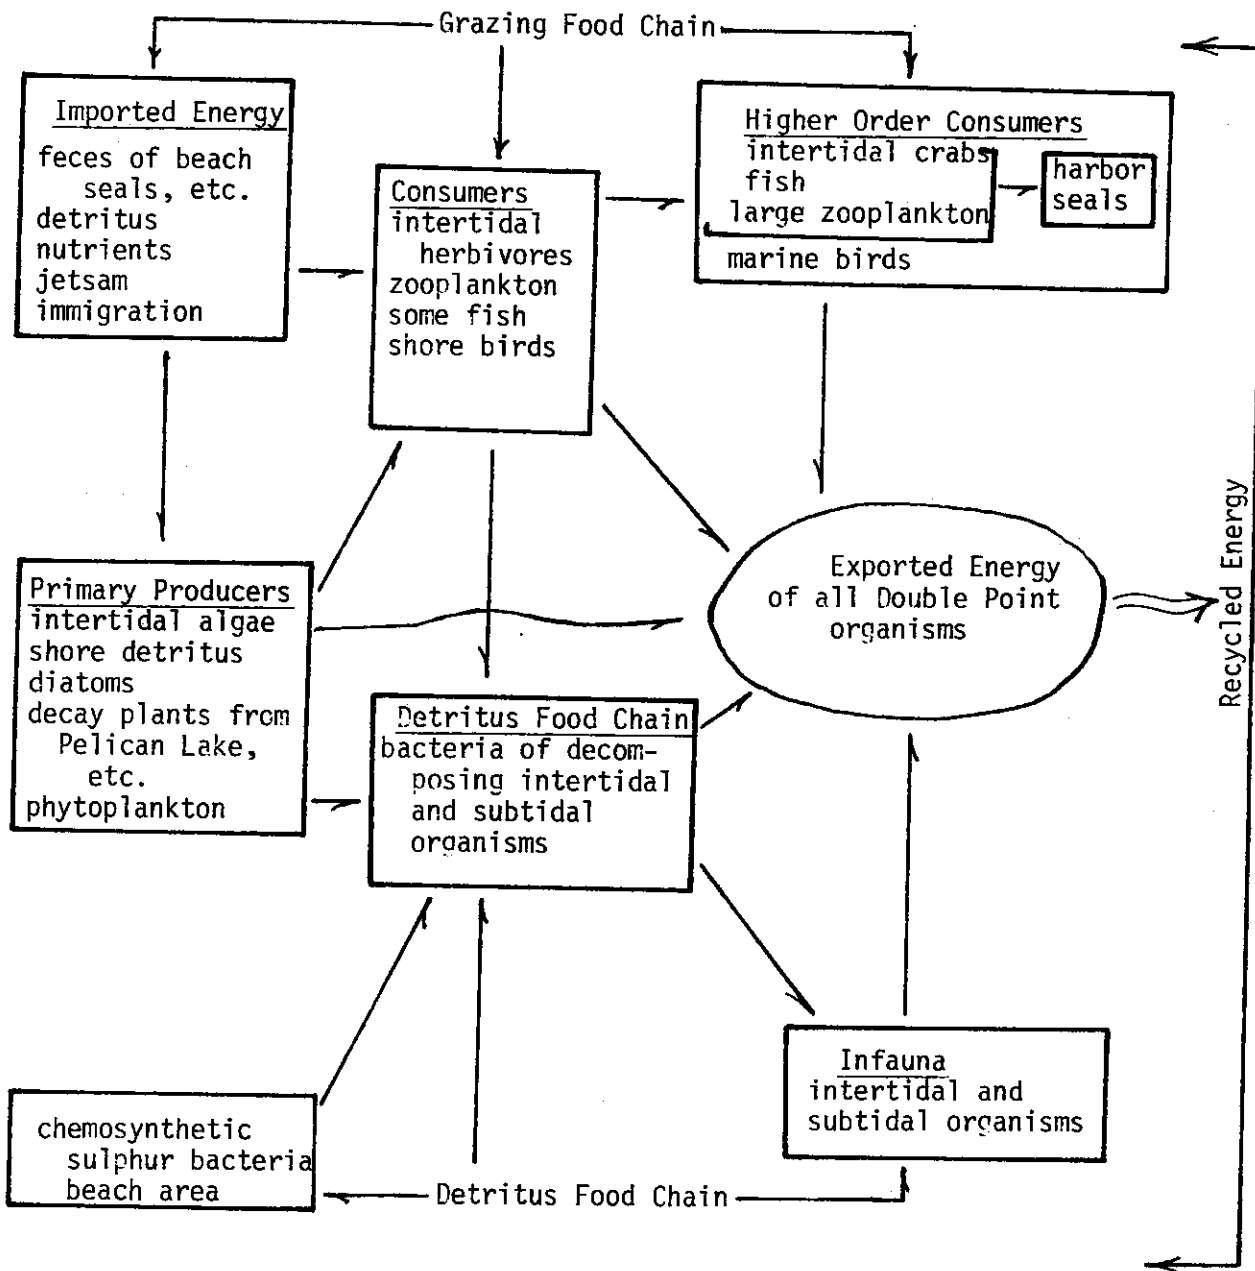 Grazing Food Chain
Imported Energy
feces of beach
seals, etc.
detritus
nutrients
jetsam
immigration
Consumers
intertidal
herbivores
zooplankton
some fish
shore birds
Higher Order Consumers
intertidal crabs
fish
large zooplankton
marine birds
harbor
seals
Primary Producers
intertidal algae
shore detritus
diatoms
decay plants from
Pelican Lake,
etc.
phytoplankton
Exported Energy
of all Double Point
organisms
Recycled Energy
Detritus Food Chain
bacteria of decom-
posing intertidal
and subtidal
organisms
Infauna
intertidal and
subtidal organisms
chemosynthetic
sulphur bacteria
beach area
Detritus Food Chain